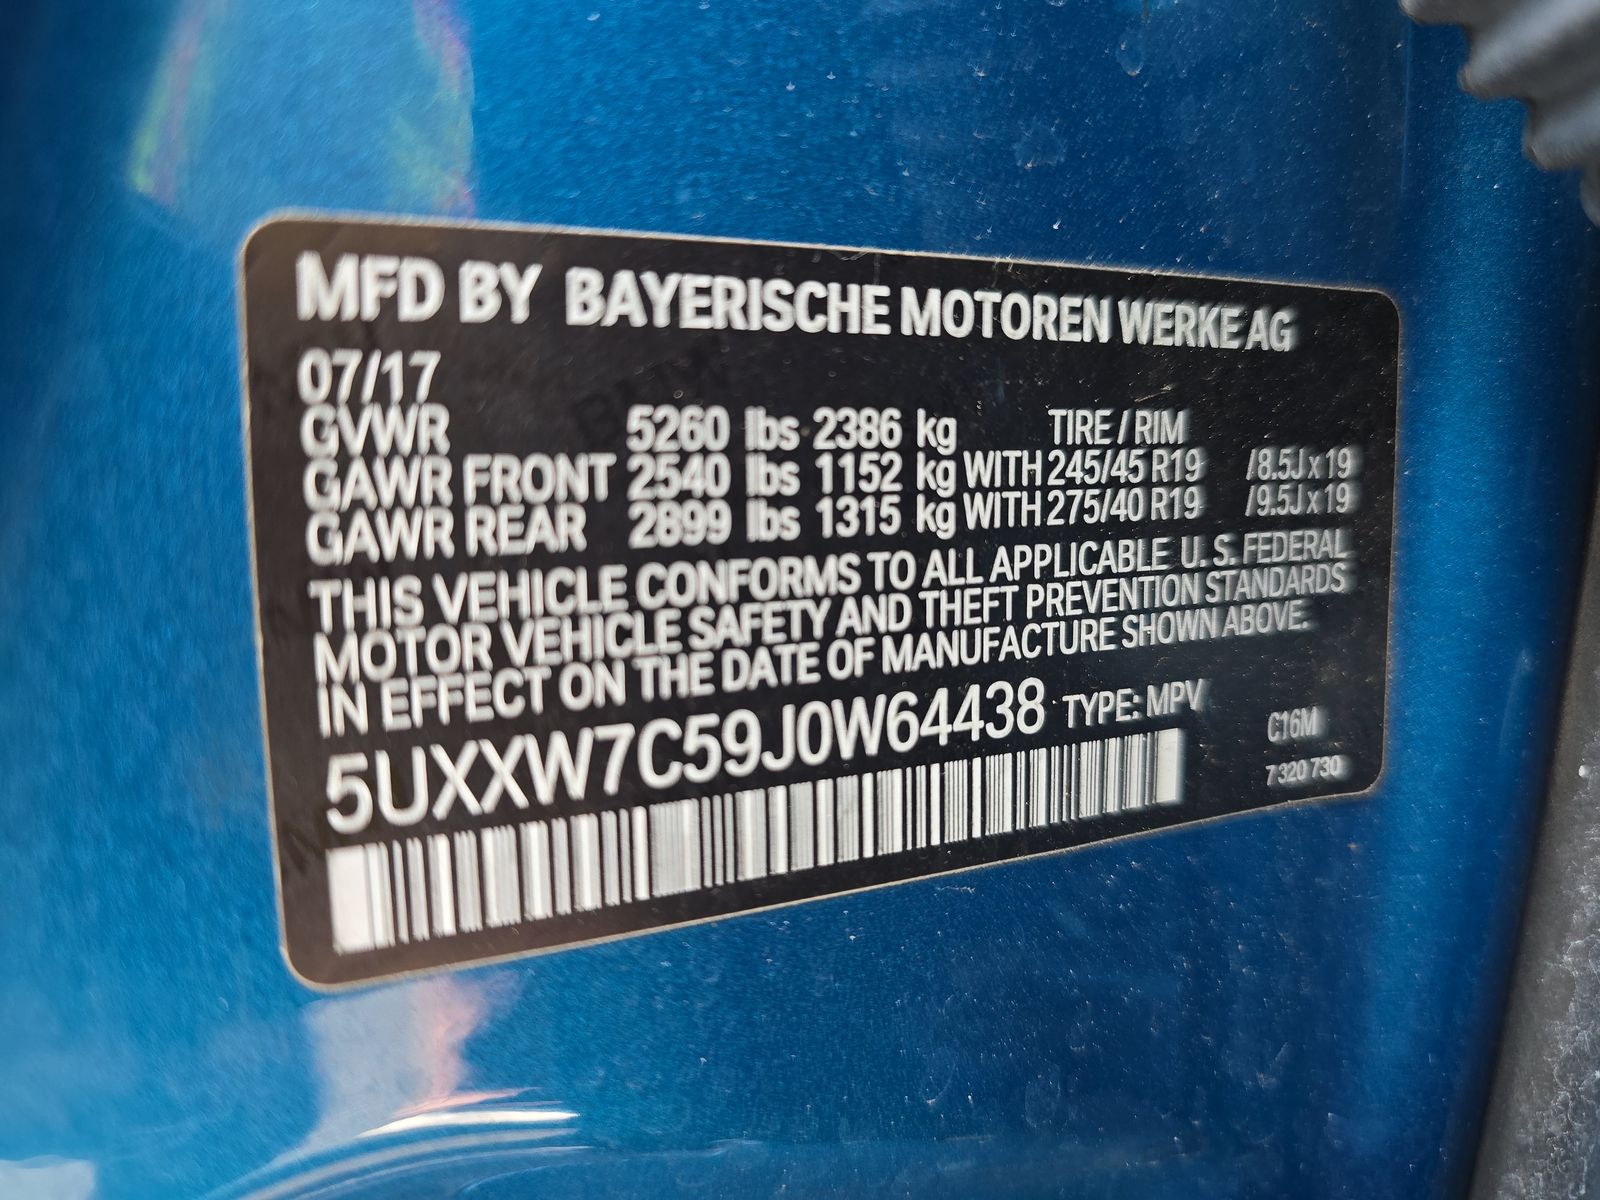 MFD BY BAYERISCHE MOTOREN WERKE AG
07/17
GVWR 5260 lbs 2386 kg TIRE / RIM
GAWR FRONT 2540 lbs 1152 kg WITH 245/45 R19 /8.5J x 19
GAWR REAR 2899 lbs 1315 kg WITH 275/40 R19 /9.5J x 19
THIS VEHICLE CONFORMS TO ALL APPLICABLE U. S. FEDERAL
MOTOR VEHICLE SAFETY AND THEFT PREVENTION STANDARDS
IN EFFECT ON THE DATE OF MANUFACTURE SHOWN ABOVE.
5UXXW7C59J0W64438 TYPE: MPV C16M
7 320 730